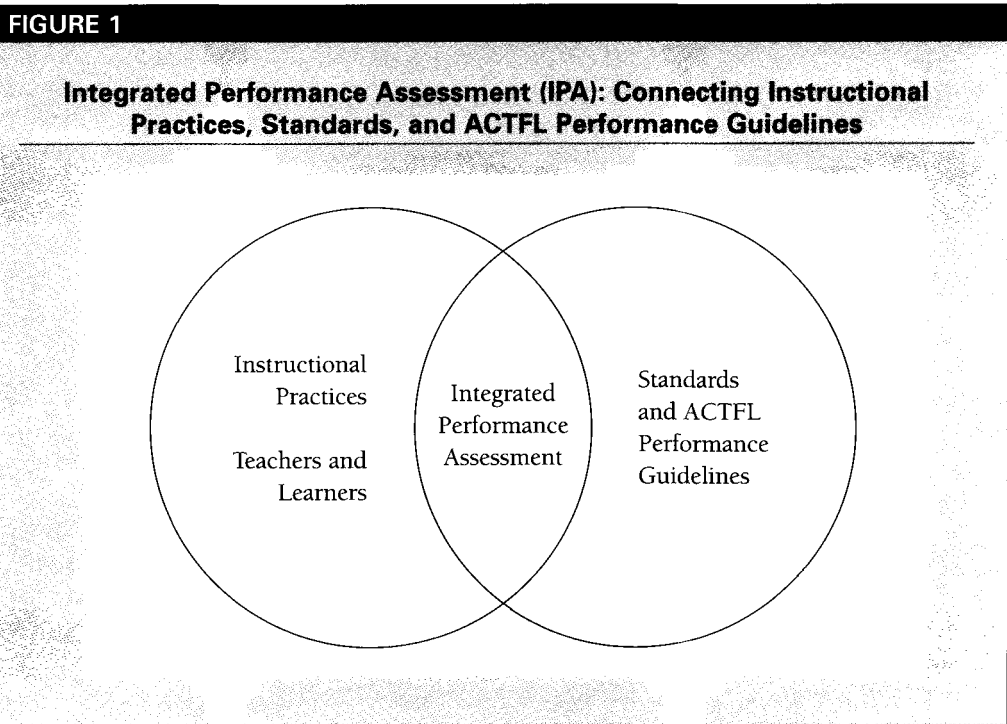 FIGURE 1
Integrated Performance Assessment (IPA): Connecting Instructional
Practices, Standards, and ACTFL Performance Guidelines
Instructional
Practices
Teachers and
Learners
Integrated
Performance
Assessment
Standards
and ACTFL
Performance
Guidelines